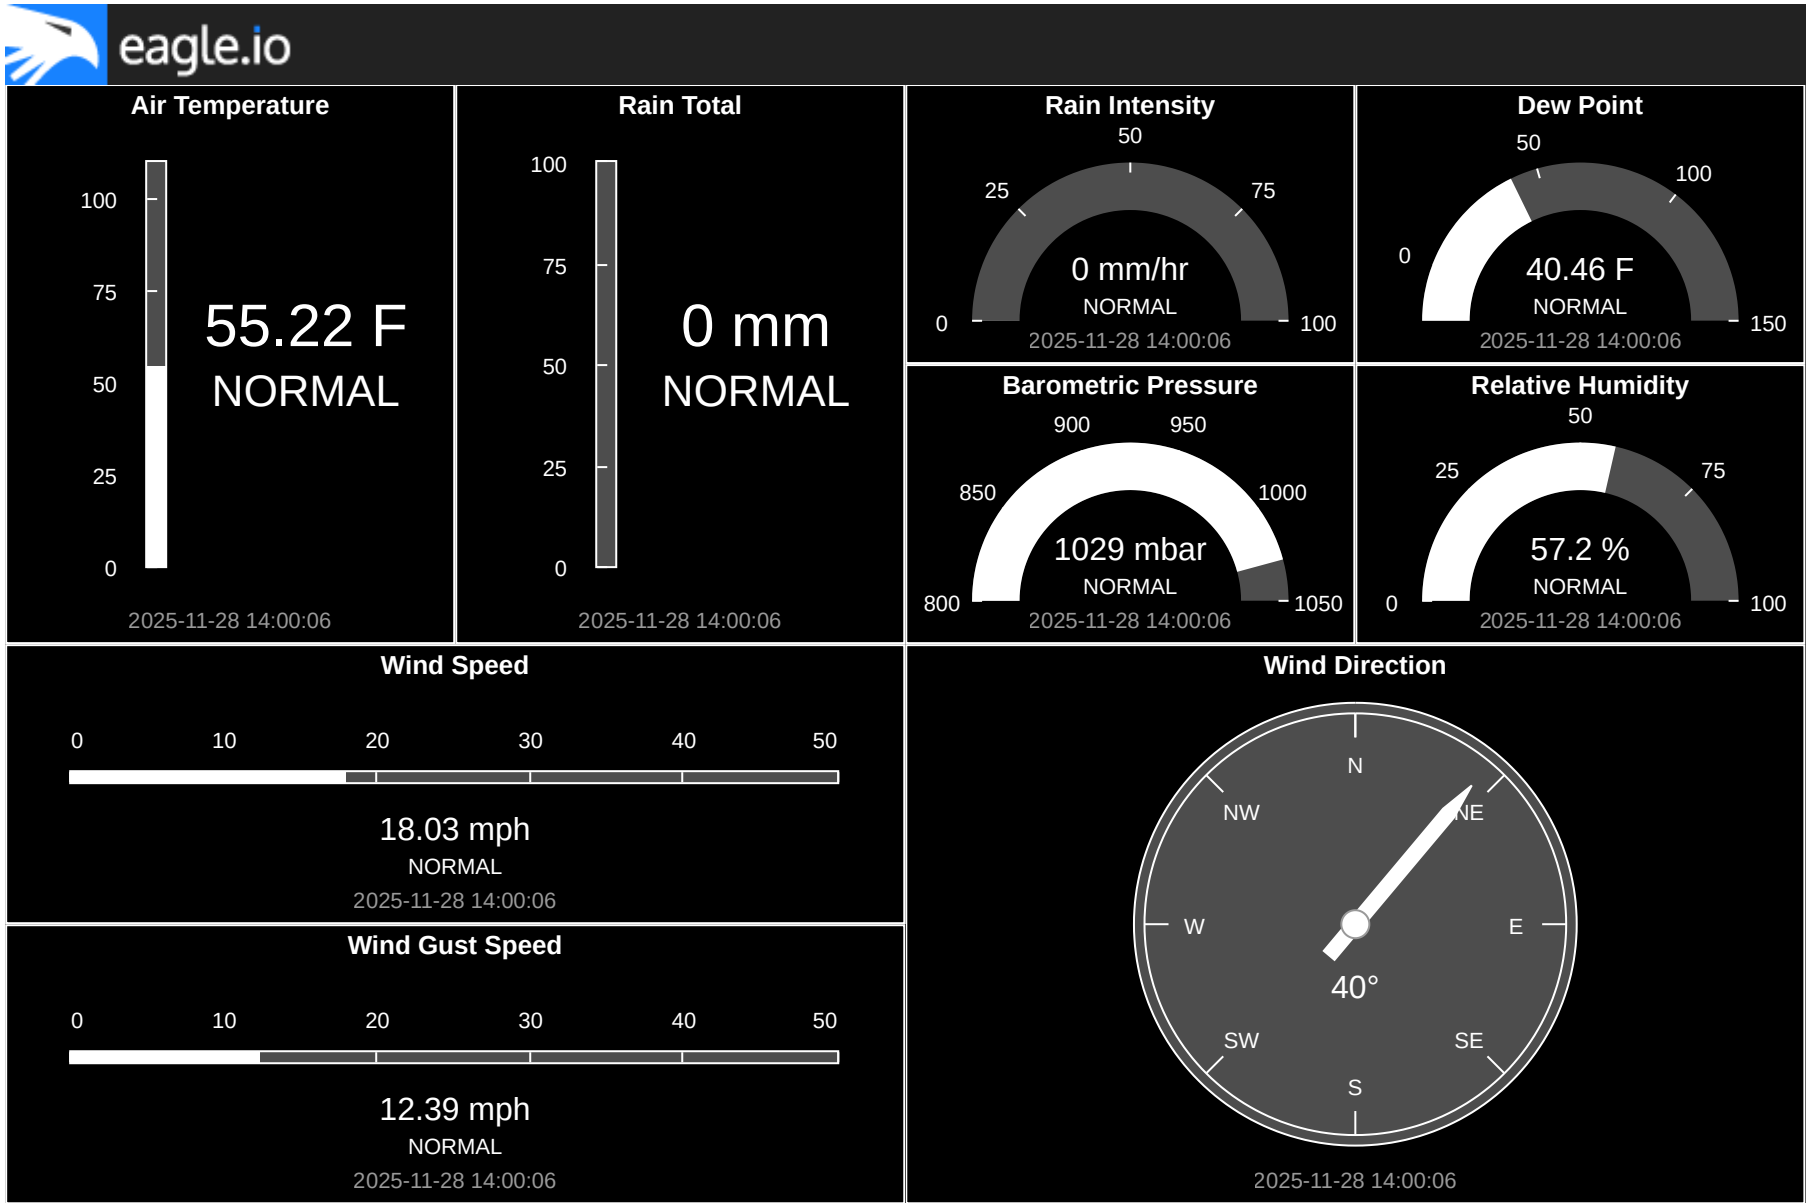 eagle.io
Air Temperature
100
75
50
25
0
55.22 F
NORMAL
2025-11-28 14:00:06
Rain Total
100
75
50
25
0
0 mm
NORMAL
2025-11-28 14:00:06
Rain Intensity
0
25
50
75
100
0 mm/hr
NORMAL
2025-11-28 14:00:06
Dew Point
0
50
100
150
40.46 F
NORMAL
2025-11-28 14:00:06
Barometric Pressure
800
850
900
950
1000
1050
1029 mbar
NORMAL
2025-11-28 14:00:06
Relative Humidity
0
25
50
75
100
57.2 %
NORMAL
2025-11-28 14:00:06
Wind Speed
0 10 20 30 40 50
18.03 mph
NORMAL
2025-11-28 14:00:06
Wind Gust Speed
0 10 20 30 40 50
12.39 mph
NORMAL
2025-11-28 14:00:06
Wind Direction
N
NW NE
W E
40°
SW SE
S
2025-11-28 14:00:06